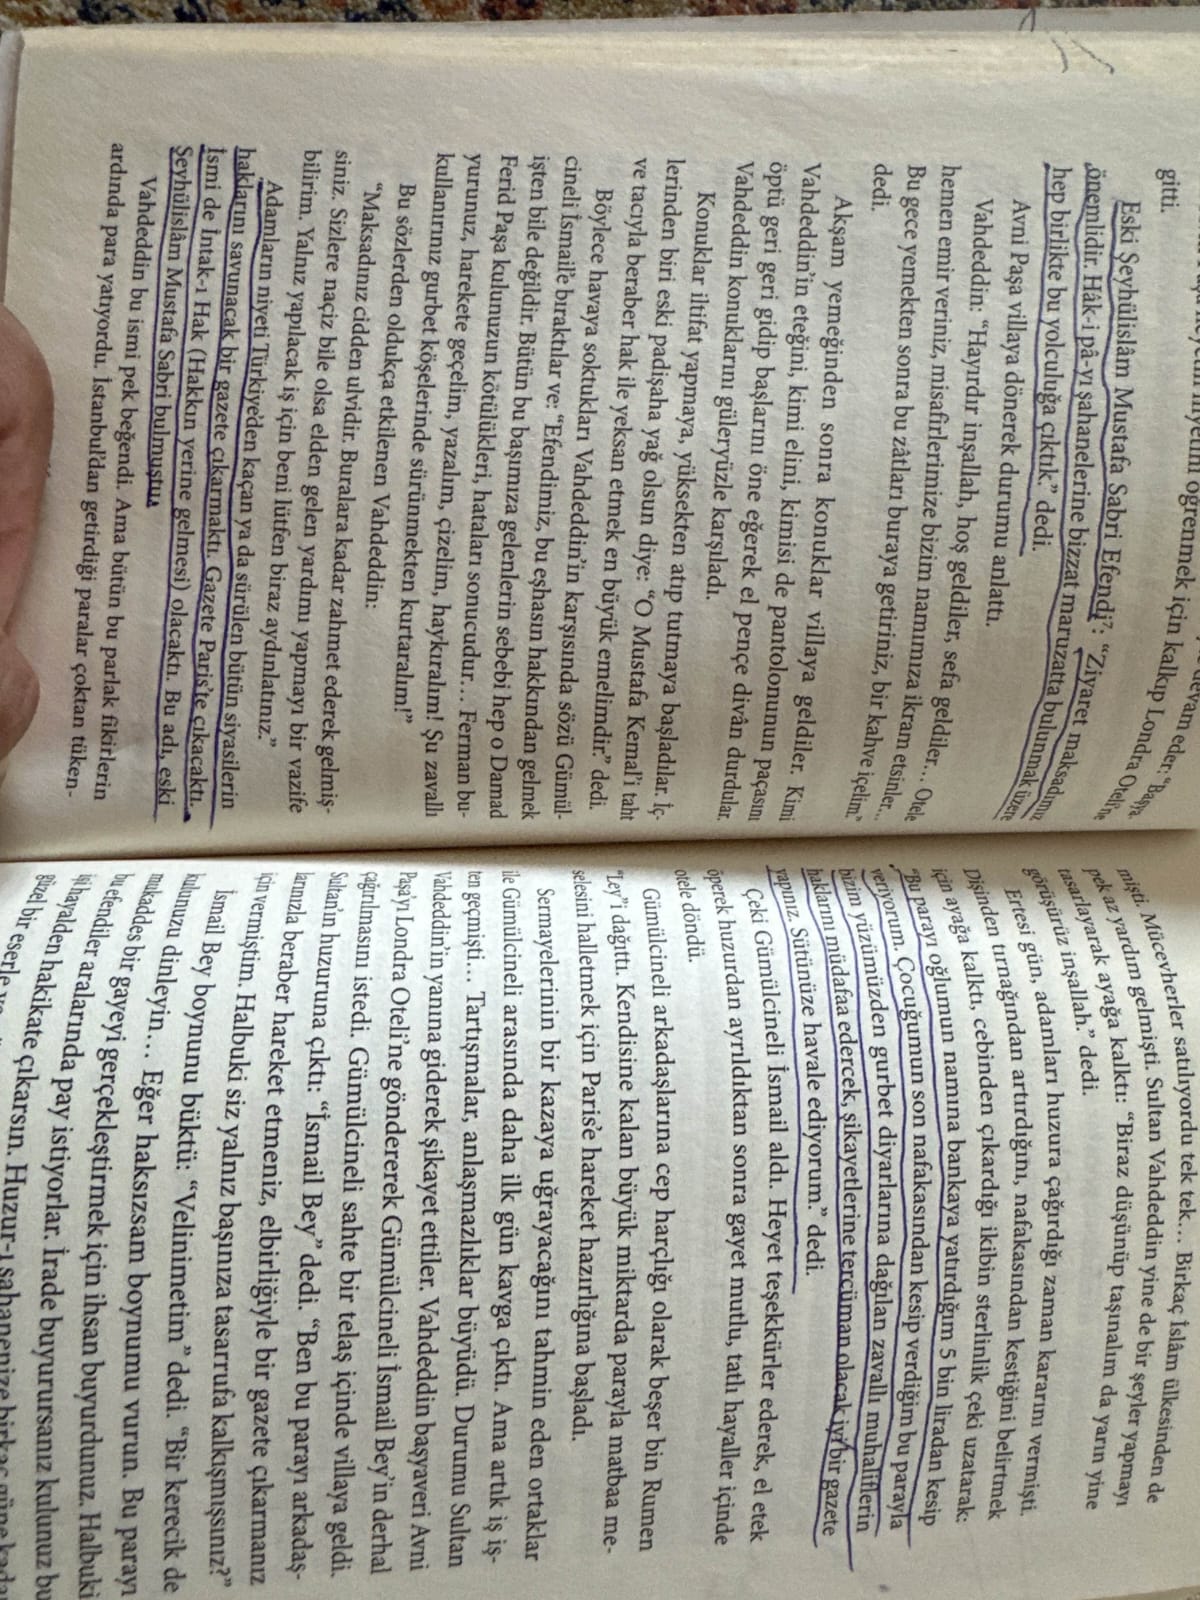 öğrenmek için kalkıp Londra Oteli'ne
gitti.
Eski Şeyhülislâm Mustafa Sabri Efendi⁷: “Ziyaret maksadımız
önemlidir. Hâk-i pâ-yı şahanelerine bizzat maruzatta bulunmak üzere
hep birlikte bu yolculuğa çıktık.” dedi.
Avni Paşa villaya dönerek durumu anlattı.
Vahdeddin: “Hayırdır inşallah, hoş geldiler, sefa geldiler... Otele
hemen emir veriniz, misafirlerimize bizim namımıza ikram etsinler...
Bu gece yemekten sonra bu zâtları buraya getiriniz, bir kahve içelim.”
dedi.
Akşam yemeğinden sonra konuklar villaya geldiler. Kimi
Vahdeddin'in eteğini, kimi elini, kimisi de pantolonunun paçasını
öptü geri geri gidip başlarını öne eğerek el pençe divân durdular.
Vahdeddin konuklarını güleryüzle karşıladı.
Konuklar iltifat yapmaya, yüksekten atıp tutmaya başladılar. İç-
lerinden biri eski padişaha yağ olsun diye: “O Mustafa Kemal'i taht
ve tacıyla beraber hak ile yeksan etmek en büyük emelimdir.” dedi.
Böylece havaya soktukları Vahdeddin'in karşısında sözü Gümül-
cineli İsmail'e bıraktılar ve: “Efendimiz, bu eşhasın hakkından gelmek
işten bile değildir. Bütün bu başımıza gelenlerin sebebi hep o Damad
Ferid Paşa kulunuzun kötülükleri, hataları sonucudur... Ferman bu-
yurunuz, harekete geçelim, yazalım, çizelim, haykıralım! Şu zavallı
kullarınız gurbet köşelerinde sürünmekten kurtaralım!”
Bu sözlerden oldukça etkilenen Vahdeddin:
“Maksadınız cidden ulvidir. Buralara kadar zahmet ederek gelmiş-
siniz. Sizlere naçiz bile olsa elden gelen yardımı yapmayı bir vazife
bilirim. Yalnız yapılacak iş için beni lütfen biraz aydınlatınız.”
Adamların niyeti Türkiye'den kaçan ya da sürülen bütün siyasilerin
haklarını savunacak bir gazete çıkarmaktı. Gazete Paris'te çıkacaktı.
İsmi de İntak-ı Hak (Hakkın yerine gelmesi) olacaktı. Bu adı, eski
Şeyhülislâm Mustafa Sabri bulmuştu.
Vahdeddin bu ismi pek beğendi. Ama bütün bu parlak fikirlerin
ardında para yatıyordu. İstanbul'dan getirdiği paralar çoktan tüken-
mişti. Mücevherler satılıyordu tek tek... Birkaç İslâm ülkesinden de
pek az yardım gelmişti. Sultan Vahdeddin yine de bir şeyler yapmayı
tasarlayarak ayağa kalktı: “Biraz düşünüp taşınalım da yarın yine
görüşürüz inşallah.” dedi.
Ertesi gün, adamları huzura çağırdığı zaman kararını vermişti.
Dişinden tırnağından artırdığını, nafakasından kestiğini belirtmek
için ayağa kalktı, cebinden çıkardığı ikibin sterlinlik çeki uzatarak:
“Bu parayı oğlumun namına bankaya yatırdığım 5 bin liradan kesip
veriyorum. Çocuğumun son nafakasından kesip verdiğim bu parayla
bizim yüzümüzden gurbet diyarlarına dağılan zavallı muhaliflerin
haklarını müdafaa edercek, şikayetlerine tercüman olacak iyi bir gazete
yapınız. Sütünüze havale ediyorum.” dedi.
Çeki Gümülcineli İsmail aldı. Heyet teşekkürler ederek, el etek
öperek huzurdan ayrıldıktan sonra gayet mutlu, tatlı hayaller içinde
otele döndü.
Gümülcineli arkadaşlarına cep harçlığı olarak beşer bin Rumen
“Ley”i dağıttı. Kendisine kalan büyük miktarda parayla matbaa me-
selesini halletmek için Paris'e hareket hazırlığına başladı.
Sermayelerinin bir kazaya uğrayacağını tahmin eden ortaklar
ile Gümülcineli arasında daha ilk gün kavga çıktı. Ama artık iş iş-
ten geçmişti... Tartışmalar, anlaşmazlıklar büyüdü. Durumu Sultan
Vahdeddin'in yanına giderek şikayet ettiler. Vahdeddin başyaveri Avni
Paşa'yı Londra Oteli'ne göndererek Gümülcineli İsmail Bey'in derhal
çağırılmasını istedi. Gümülcineli sahte bir telaş içinde villaya geldi.
Sultan'ın huzuruna çıktı: “İsmail Bey” dedi. “Ben bu parayı arkadaş-
larınızla beraber hareket etmeniz, elbirliğiyle bir gazete çıkarmanız
için vermiştim. Halbuki siz yalnız başınıza tasarrufa kalkışmışsınız?”
İsmail Bey boynunu büktü: “Velinimetim” dedi. “Bir kerecik de
kulunuzu dinleyin... Eğer haksızsam boynumu vurun. Bu parayı
mukaddes bir gayeyi gerçekleştirmek için ihsan buyurdunuz. Halbuki
bu efendiler aralarında pay istiyorlar. İrade buyurursanız kulunuz bu
işi hayalden hakikate çıkarsın. Huzur-ı şahanenize birkaç güne kadar
güzel bir eserle